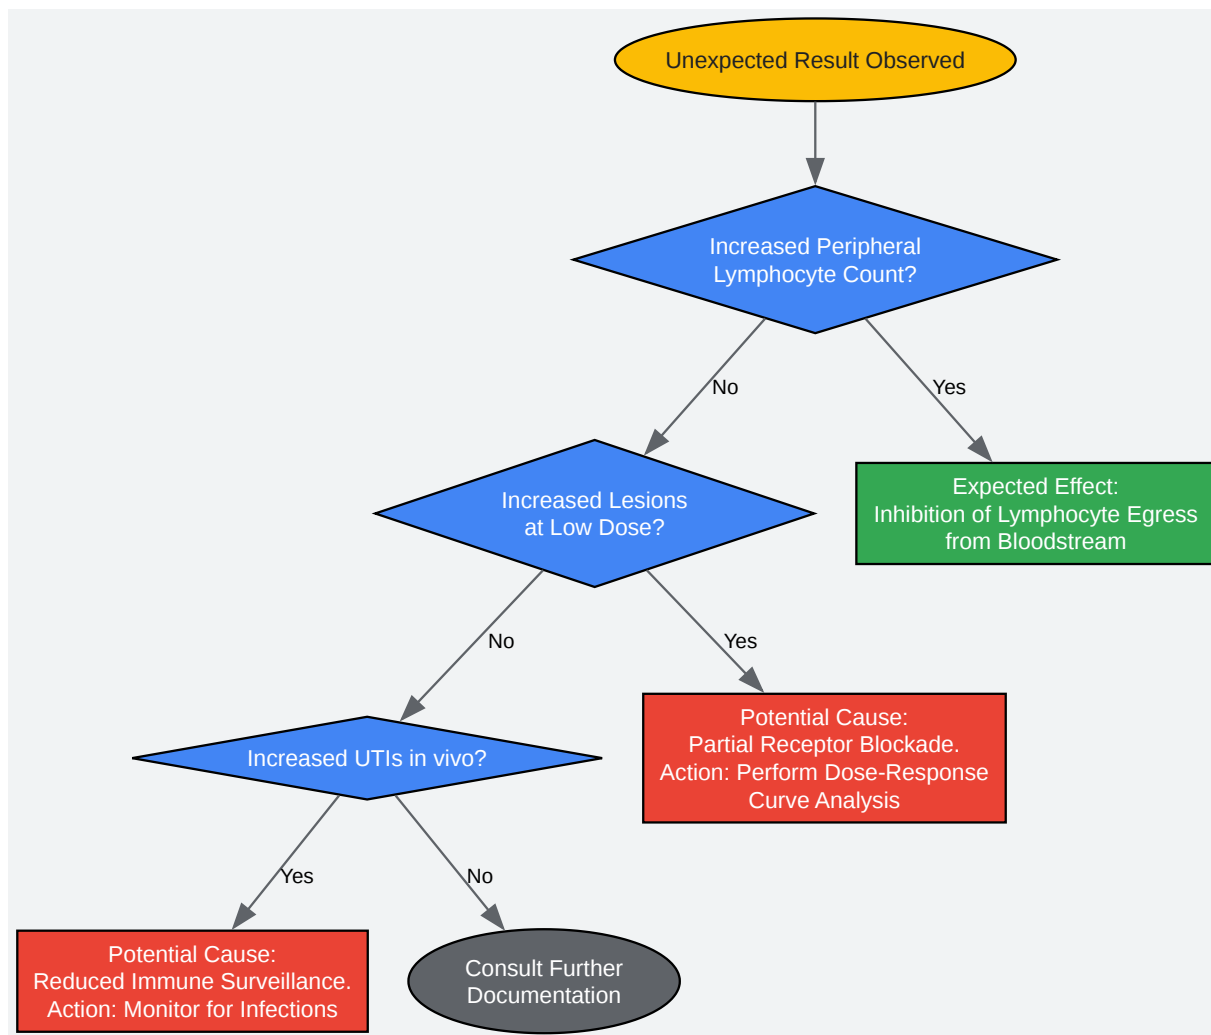 Unexpected Result Observed
Increased Peripheral
Lymphocyte Count?
No
Yes
Increased Lesions
at Low Dose?
Expected Effect:
Inhibition of Lymphocyte Egress
from Bloodstream
No
Yes
Increased UTIs in vivo?
Potential Cause:
Partial Receptor Blockade.
Action: Perform Dose-Response
Curve Analysis
Yes
No
Potential Cause:
Reduced Immune Surveillance.
Action: Monitor for Infections
Consult Further
Documentation